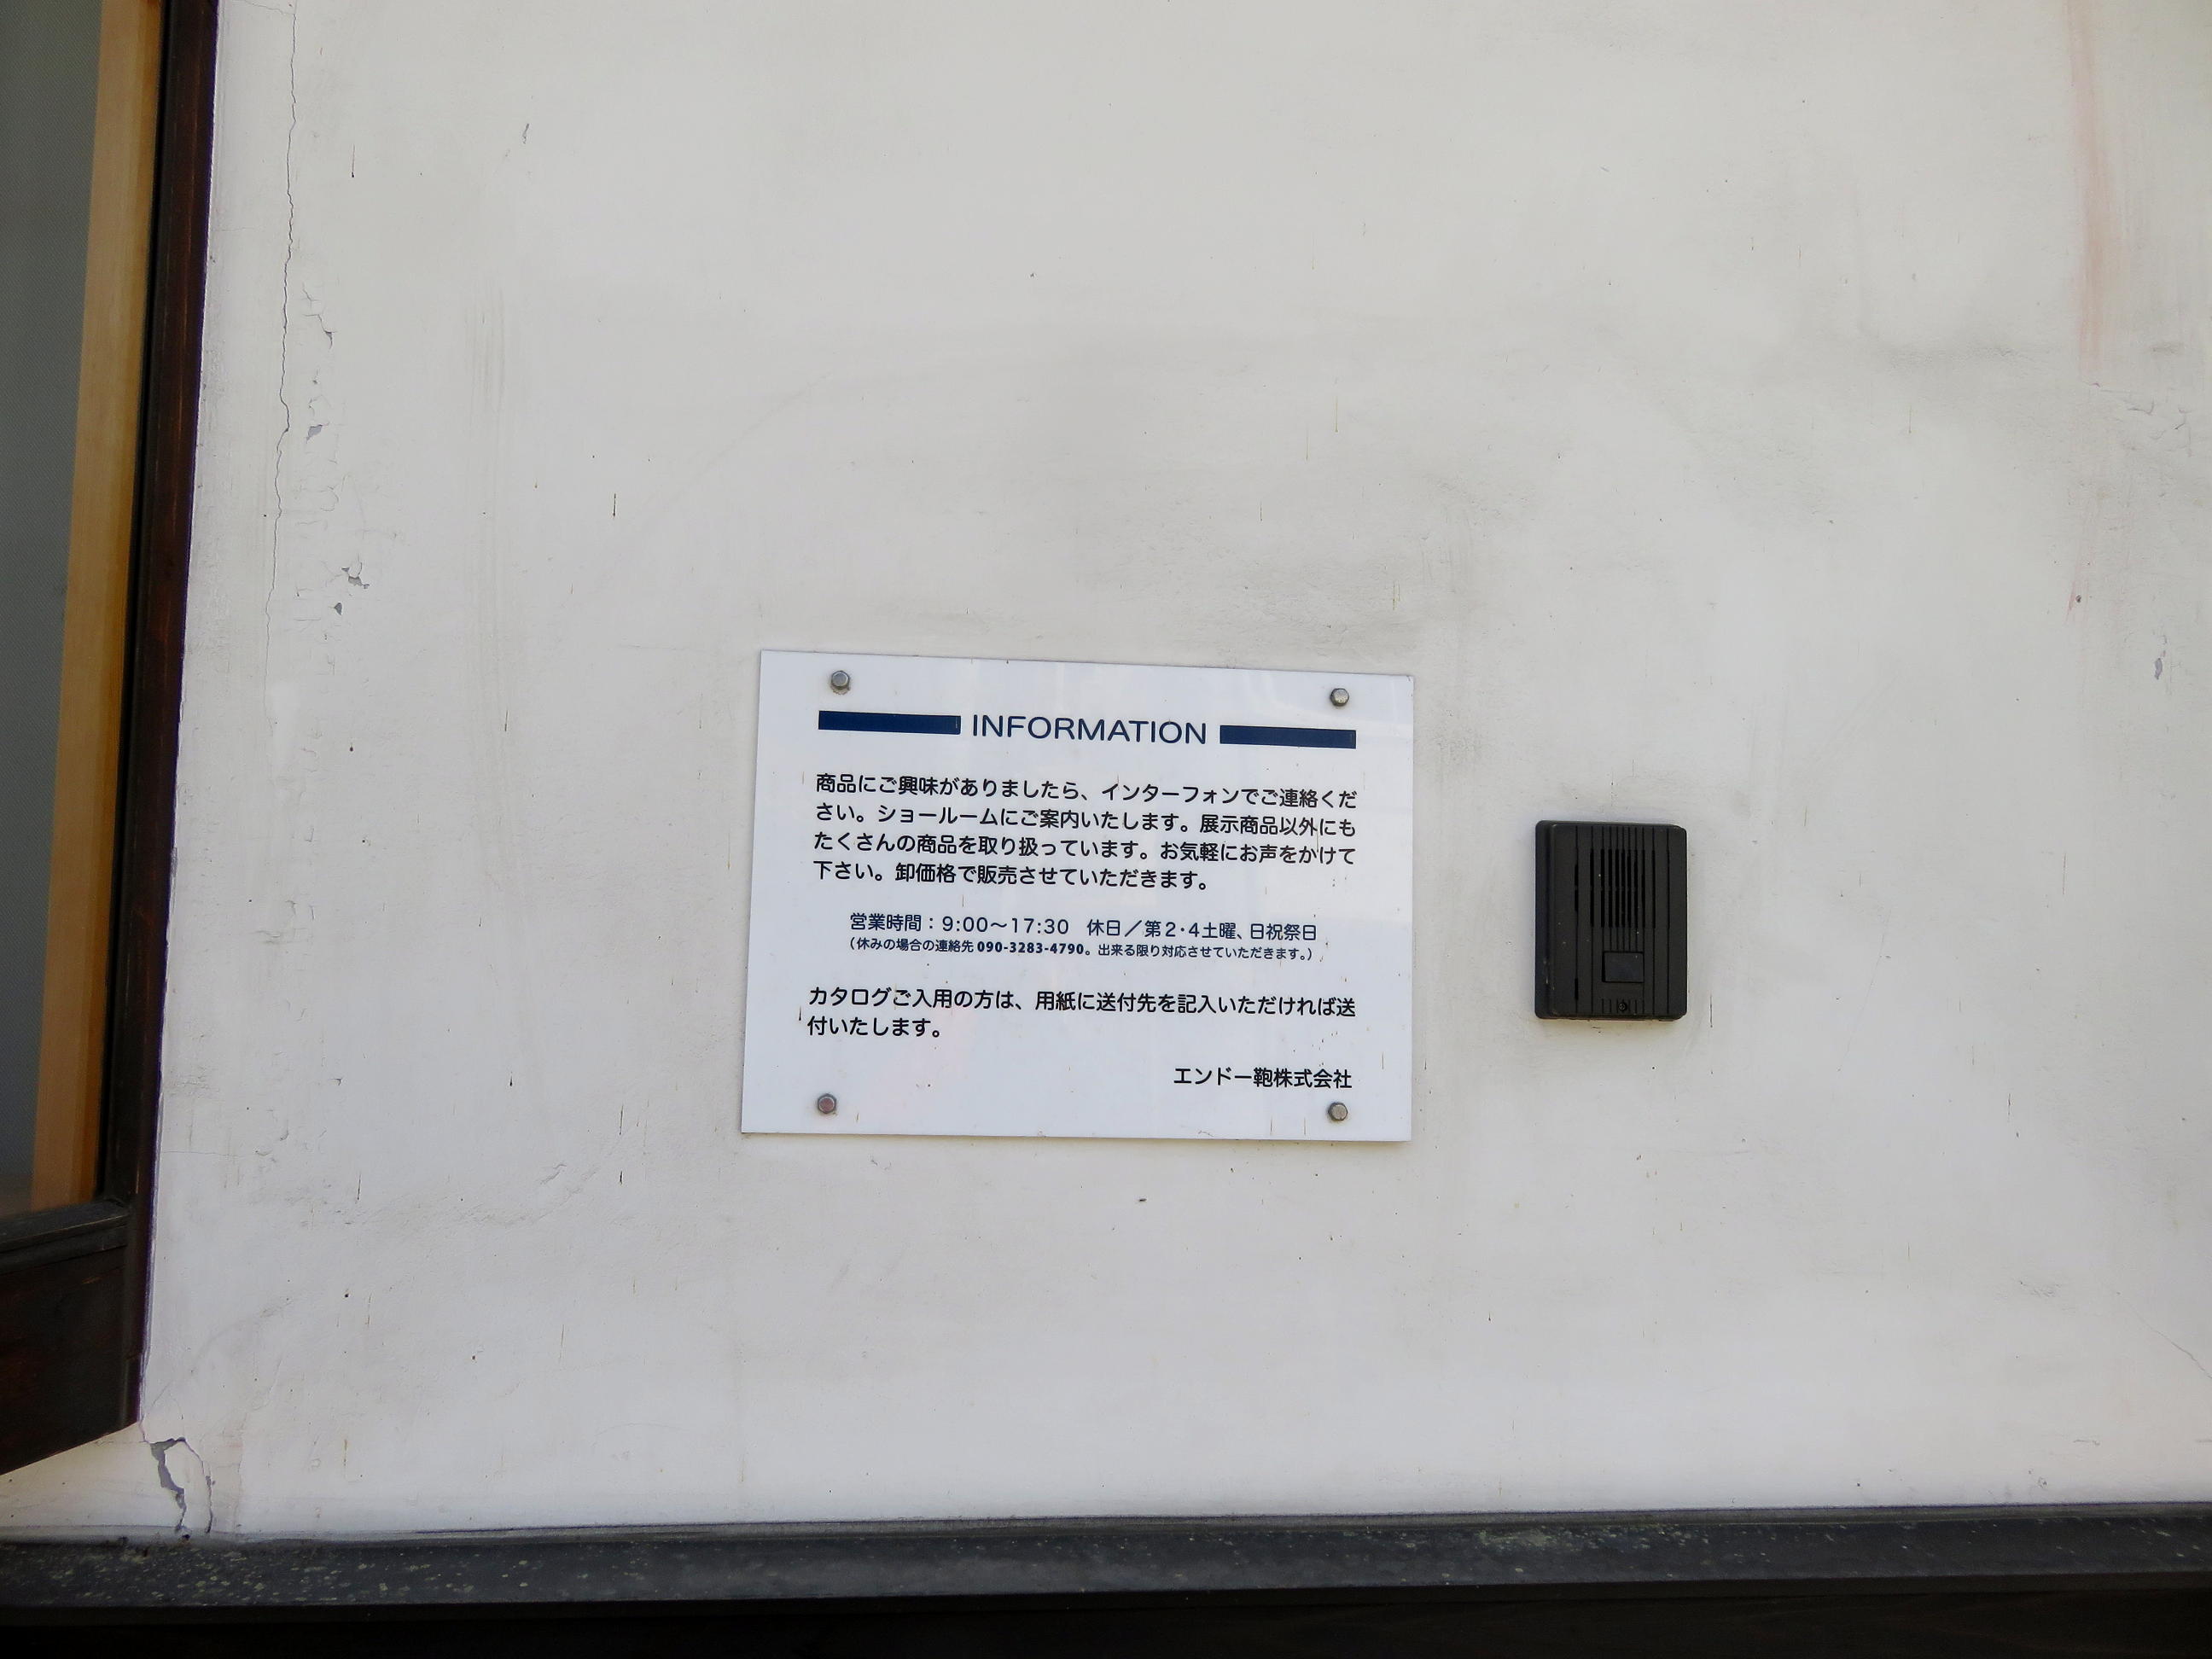 INFORMATION
商品にご興味がありましたら、インターフォンでご連絡くだ
さい。ショールームにご案内いたします。展示商品以外にも
たくさんの商品を取り扱っています。お気軽にお声をかけて
下さい。卸価格で販売させていただきます。
営業時間：9:00〜17:30　休日／第2・4土曜、日祝祭日
（休みの場合の連絡先 090-3283-4790。出来る限り対応させていただきます。）
カタログご入用の方は、用紙に送付先を記入いただければ送
付いたします。
エンドー鞄株式会社